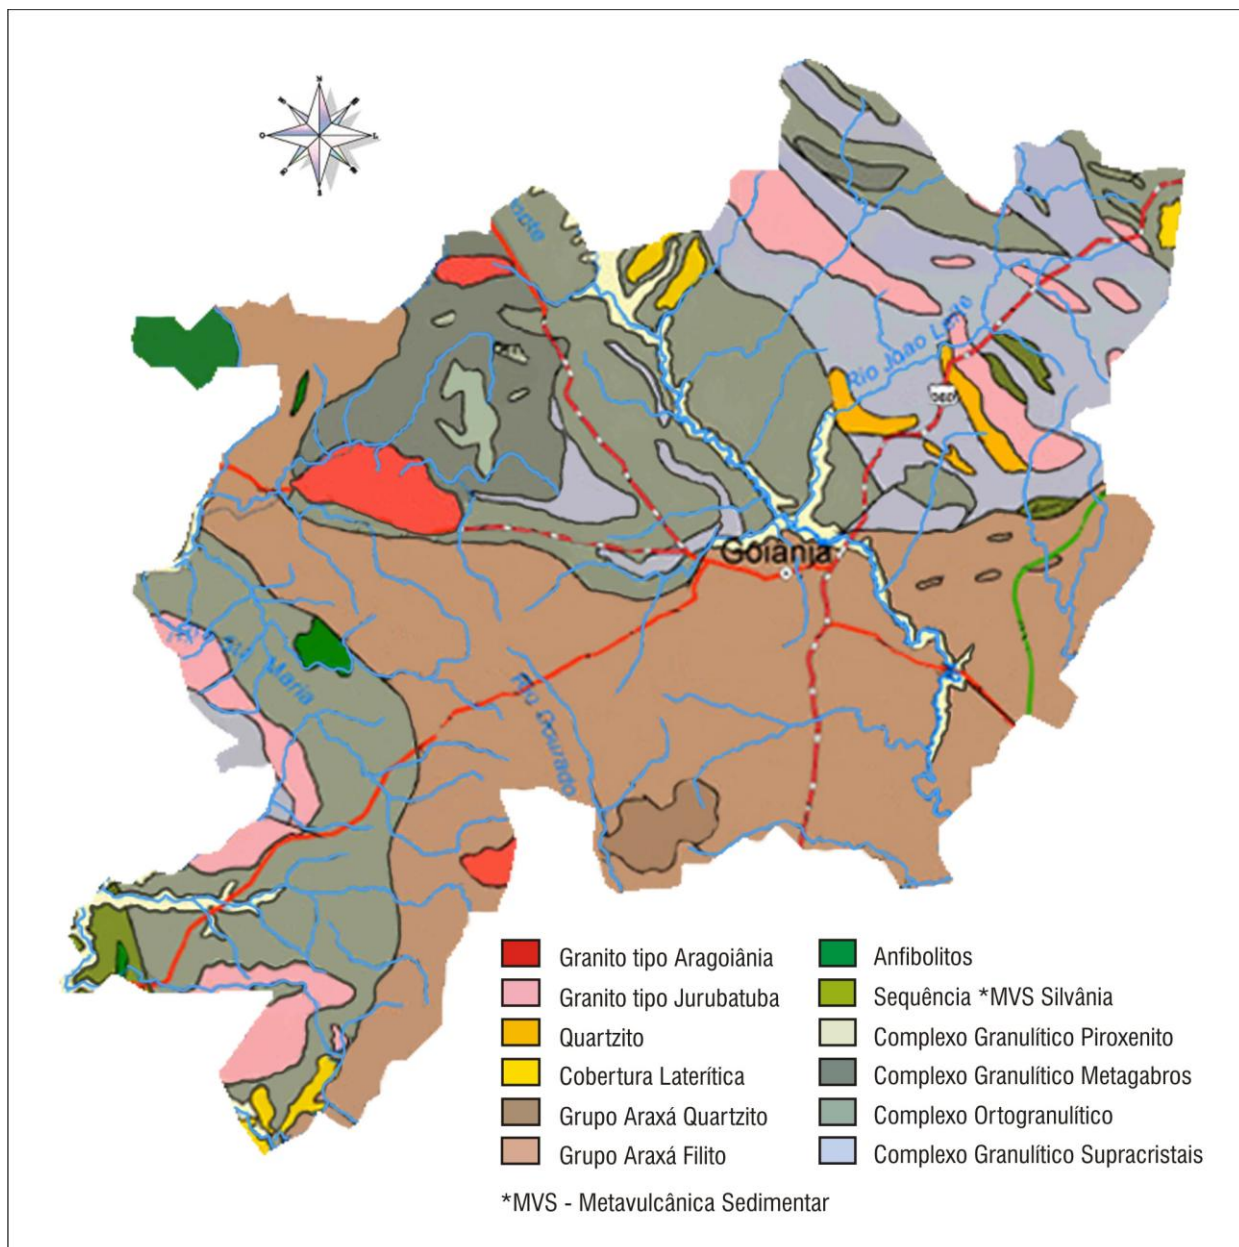 N
O
L
S
Rio João Leite
Goiânia
Maria
Rio Dourado
Granito tipo Aragoiânia
Granito tipo Jurubatuba
Quartzito
Cobertura Laterítica
Grupo Araxá Quartzito
Grupo Araxá Filito
Anfibolitos
Sequência *MVS Silvânia
Complexo Granulítico Piroxenito
Complexo Granulítico Metagabros
Complexo Ortogranulítico
Complexo Granulítico Supracristais
*MVS - Metavulcânica Sedimentar